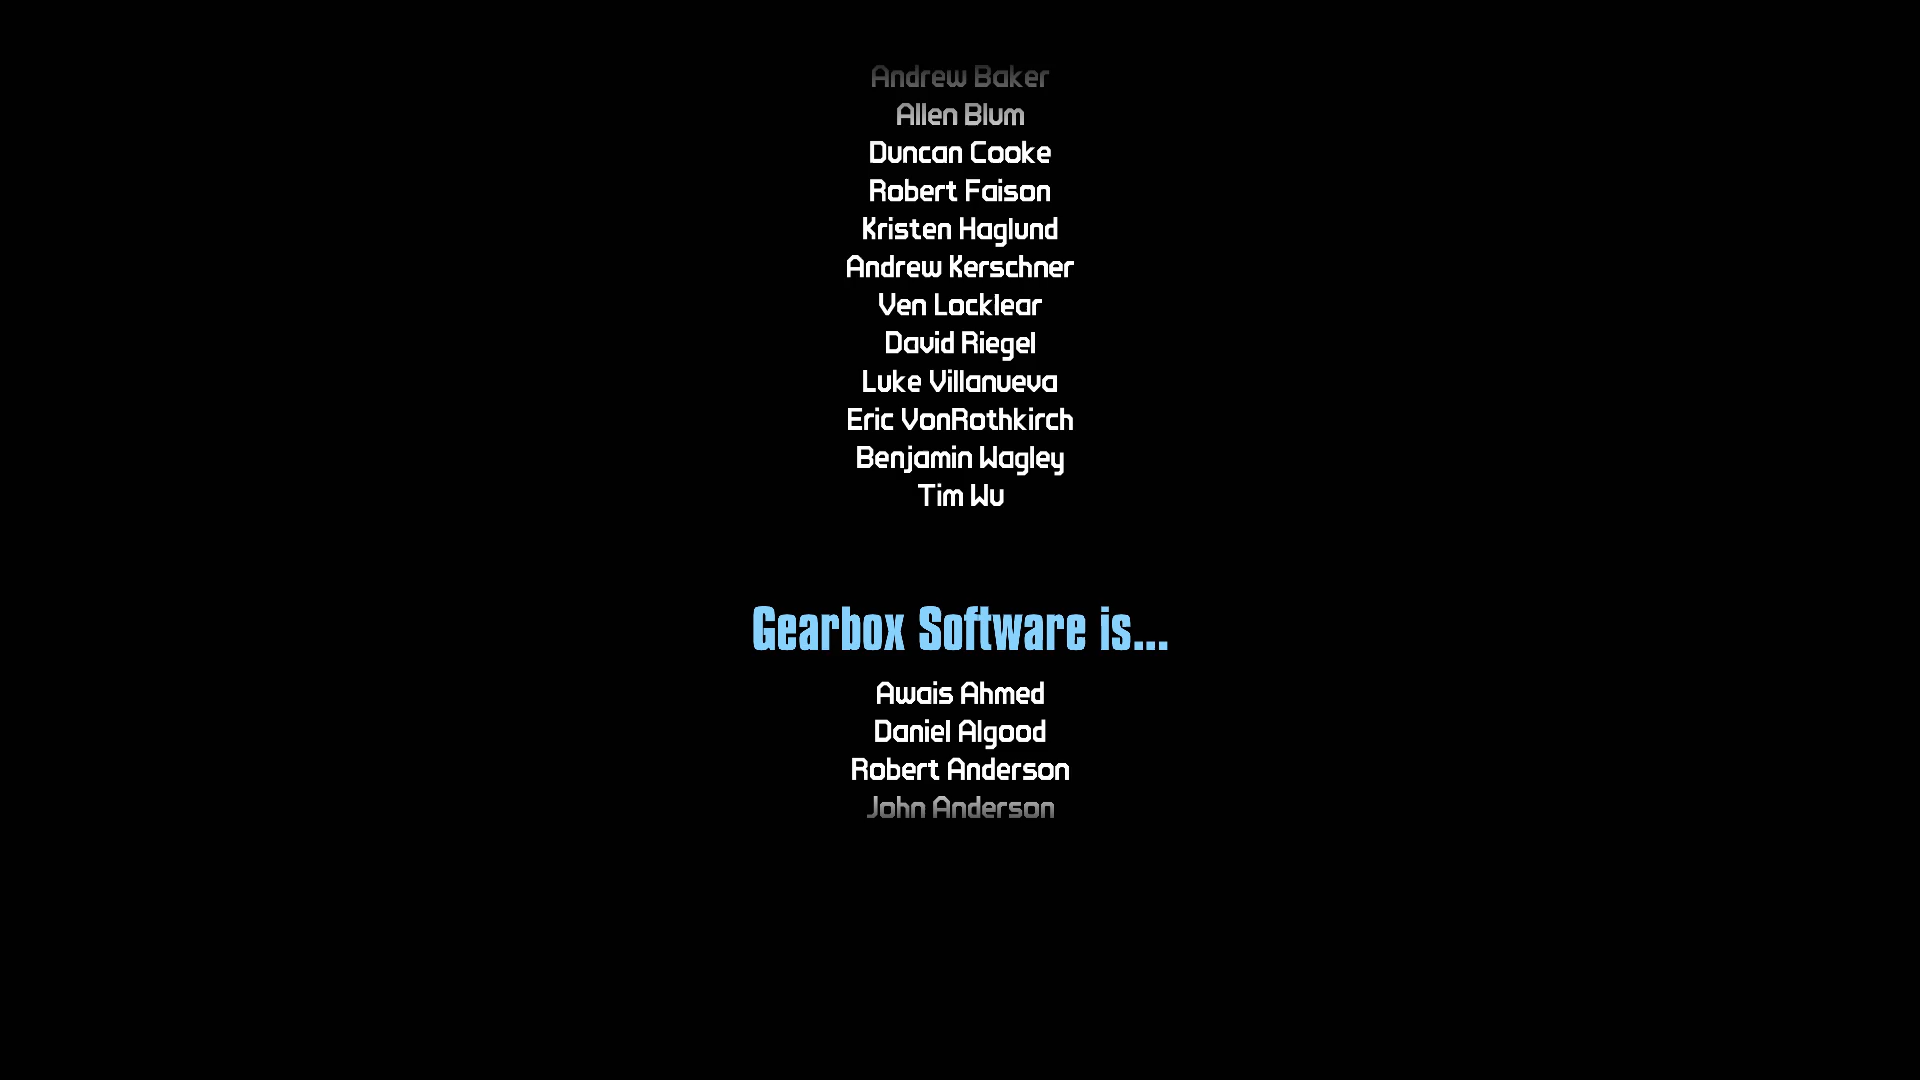 Andrew Baker
Allen Blum
Duncan Cooke
Robert Faison
Kristen Haglund
Andrew Kerschner
Ven Locklear
David Riegel
Luke Villanueva
Eric VonRothkirch
Benjamin Wagley
Tim Wu
Gearbox Software is...
Awais Ahmed
Daniel Algood
Robert Anderson
John Anderson